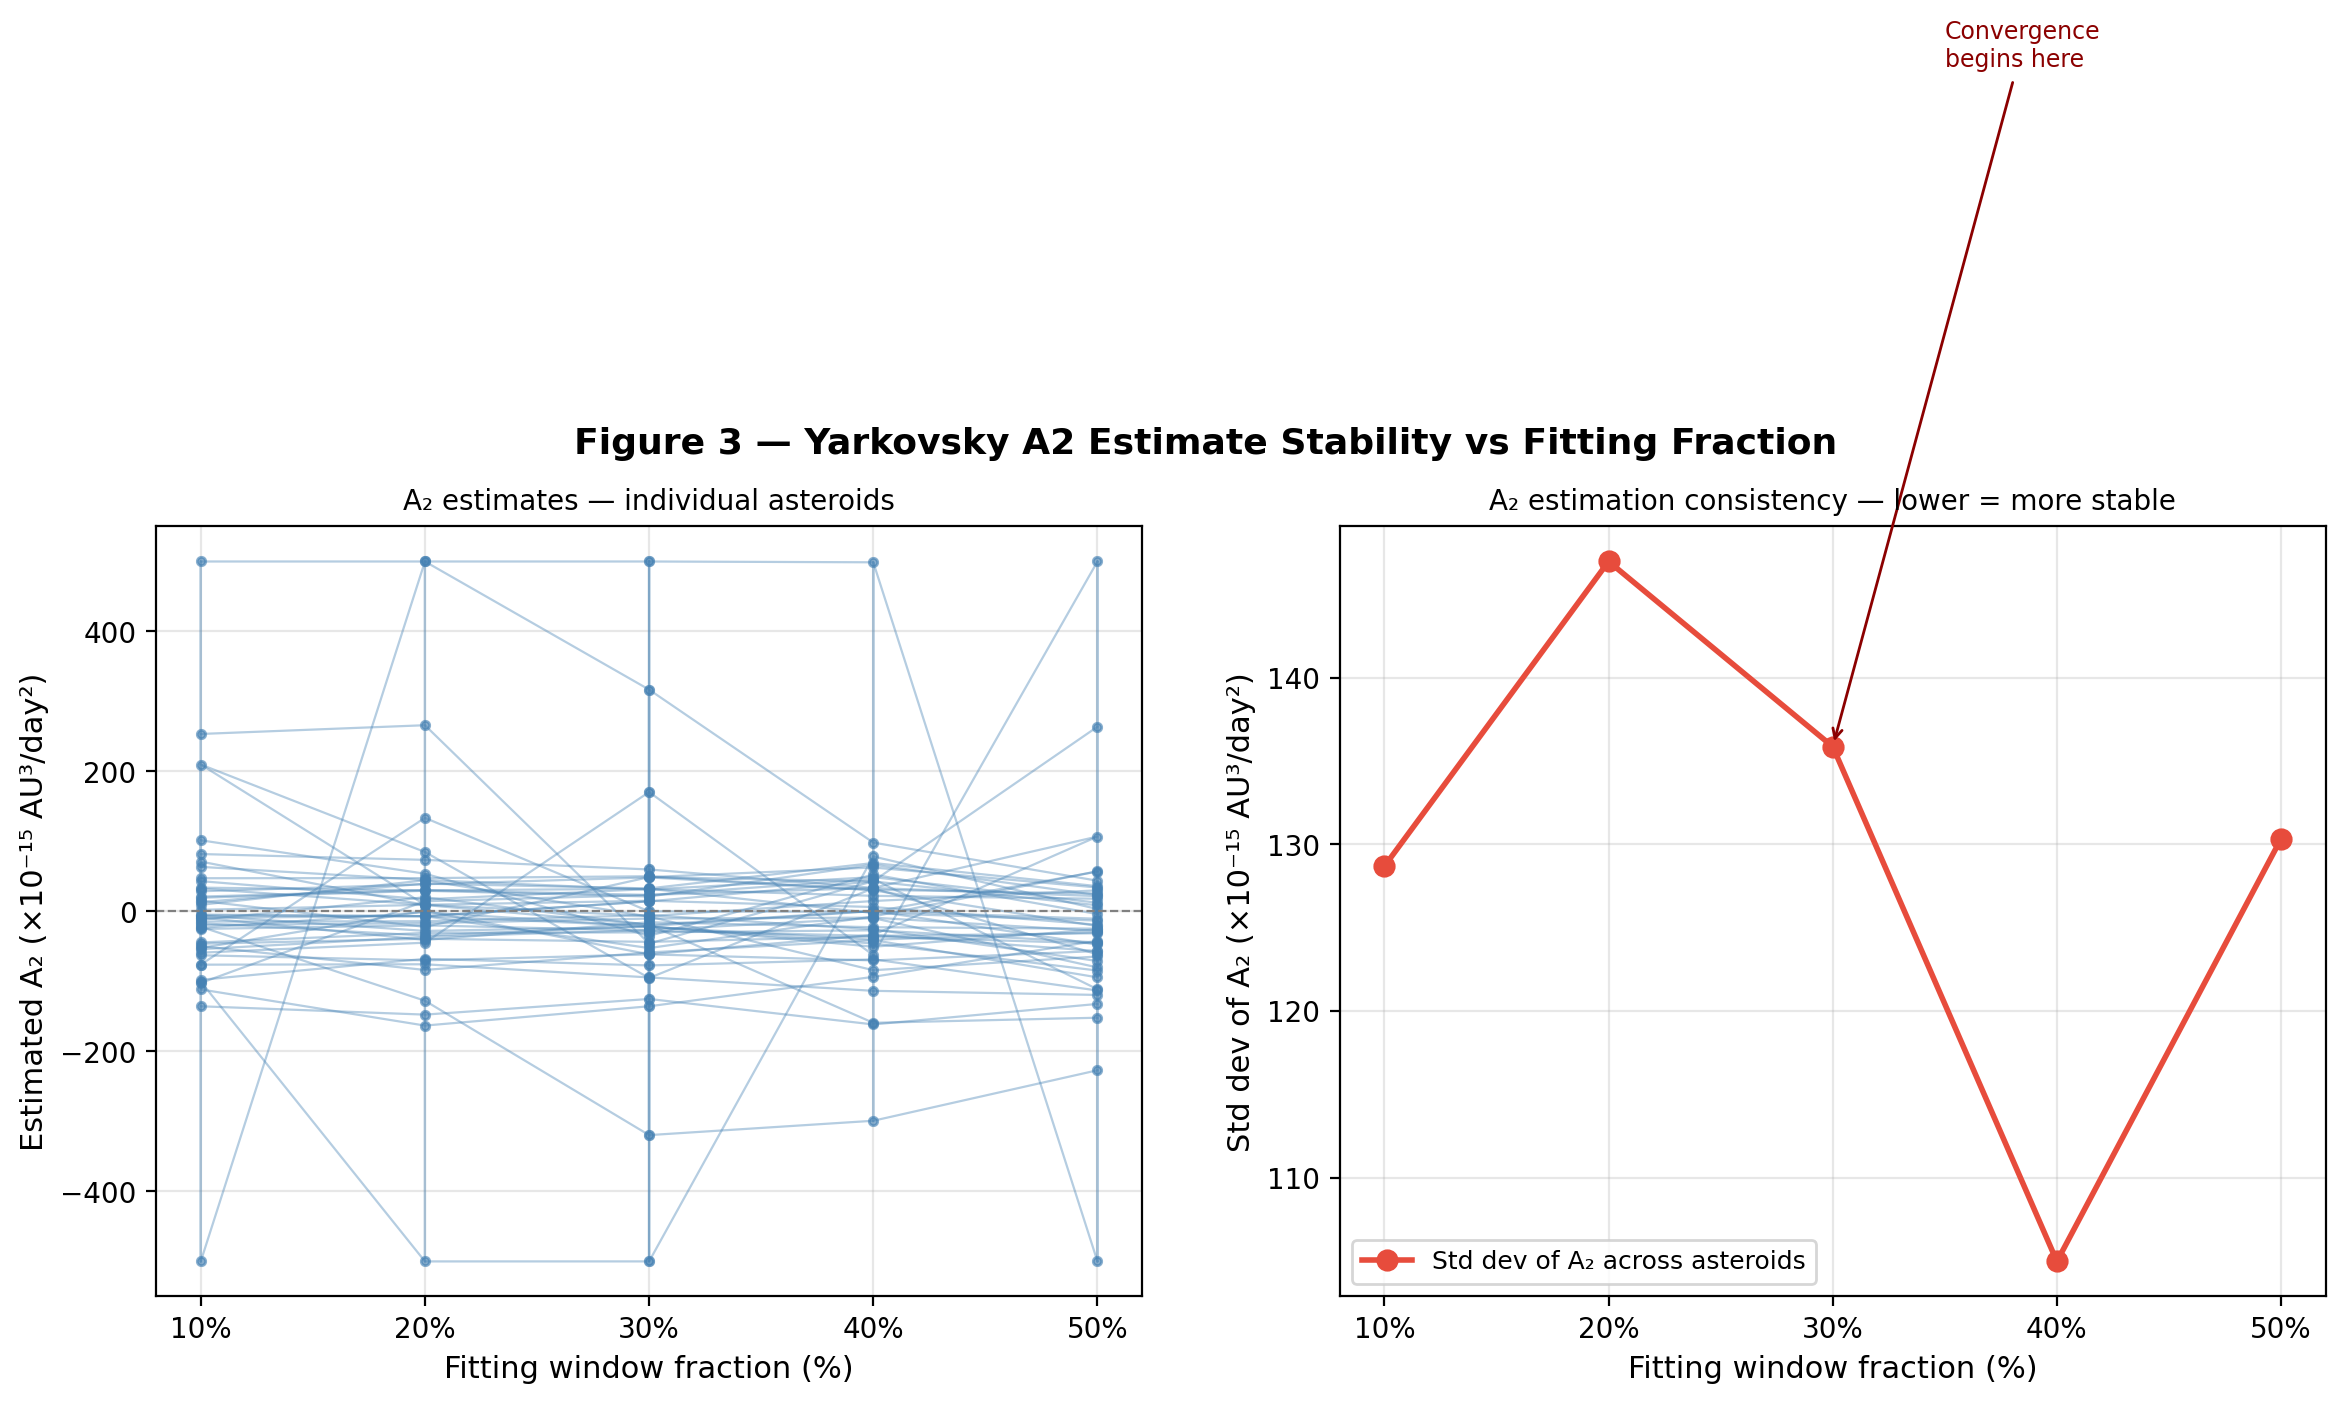 Convergence
begins here
Figure 3 — Yarkovsky A2 Estimate Stability vs Fitting Fraction
A₂ estimates — individual asteroids
Estimated A₂ (×10⁻¹⁵ AU³/day²)
400
200
0
−200
−400
10%
20%
30%
40%
50%
Fitting window fraction (%)
A₂ estimation consistency — lower = more stable
Std dev of A₂ (×10⁻¹⁵ AU³/day²)
140
130
120
110
Std dev of A₂ across asteroids
10%
20%
30%
40%
50%
Fitting window fraction (%)